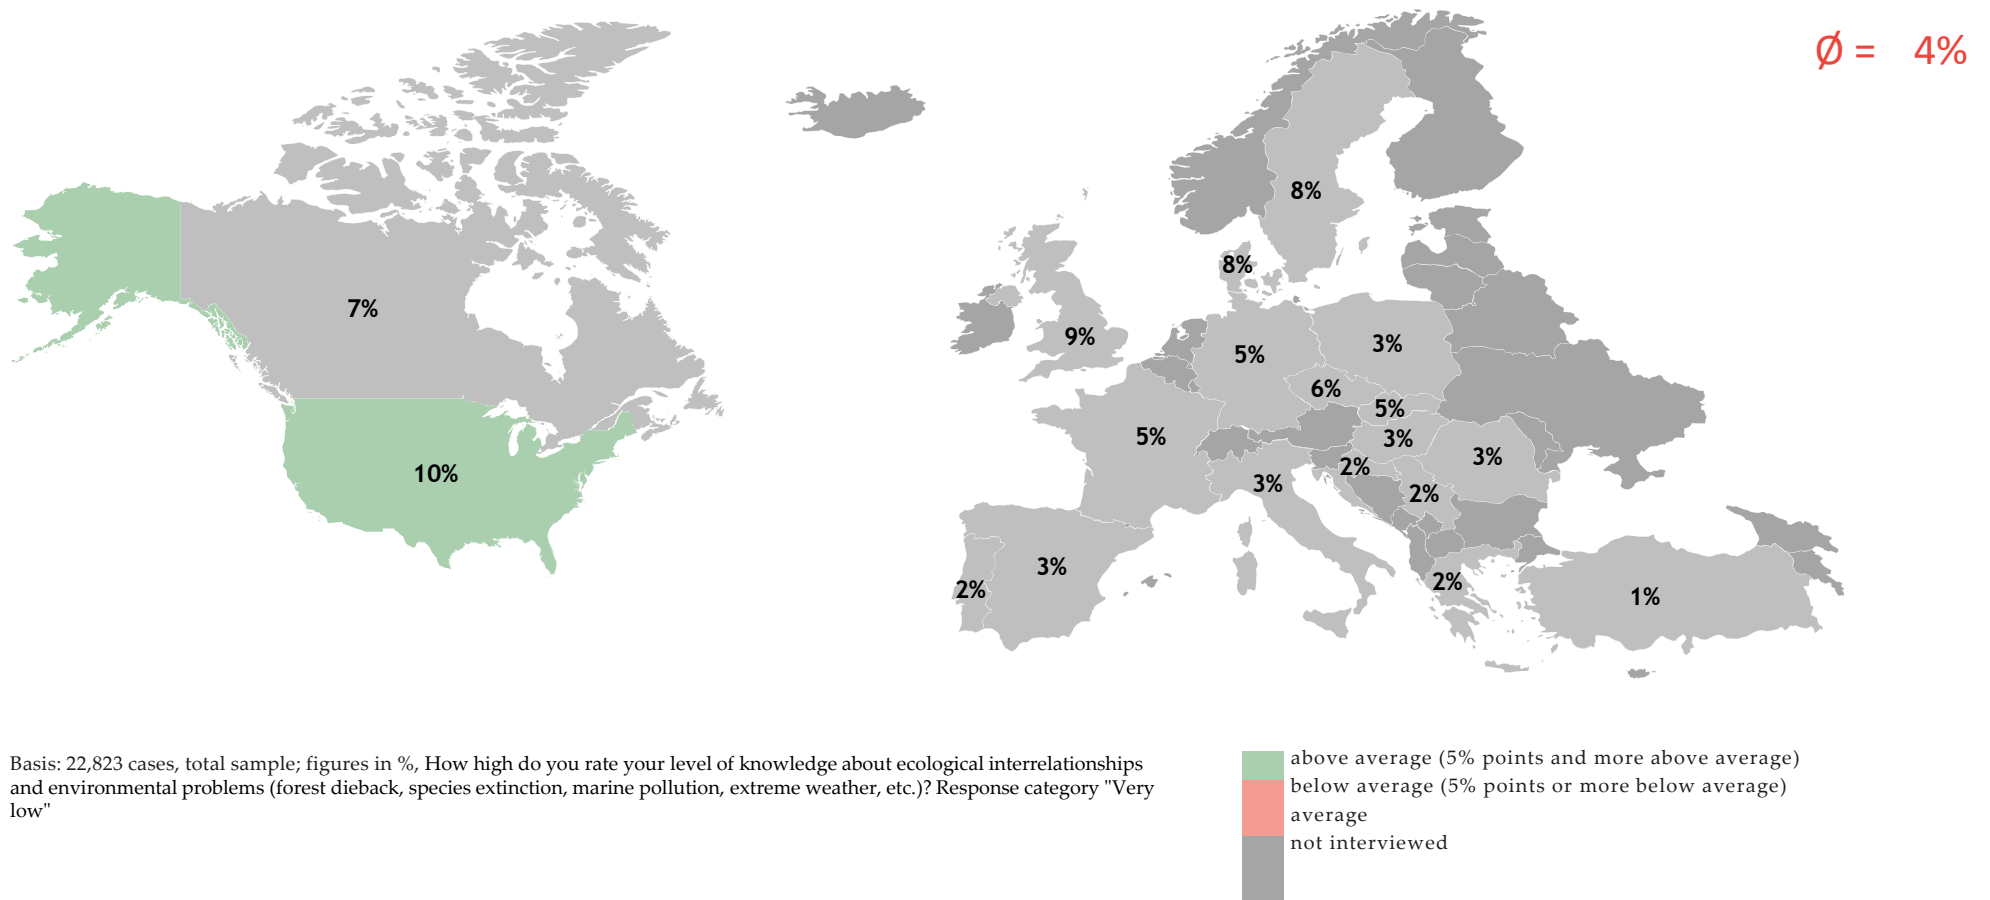 Ø = 4%
8%
8%
7%
9%
3%
5%
6%
5%
5%
3%
3%
2%
10%
3%
2%
3%
2%
2%
1%
Basis: 22,823 cases, total sample; figures in %, How high do you rate your level of knowledge about ecological interrelationships
and environmental problems (forest dieback, species extinction, marine pollution, extreme weather, etc.)? Response category "Very
low"
above average (5% points and more above average)
below average (5% points or more below average)
average
not interviewed